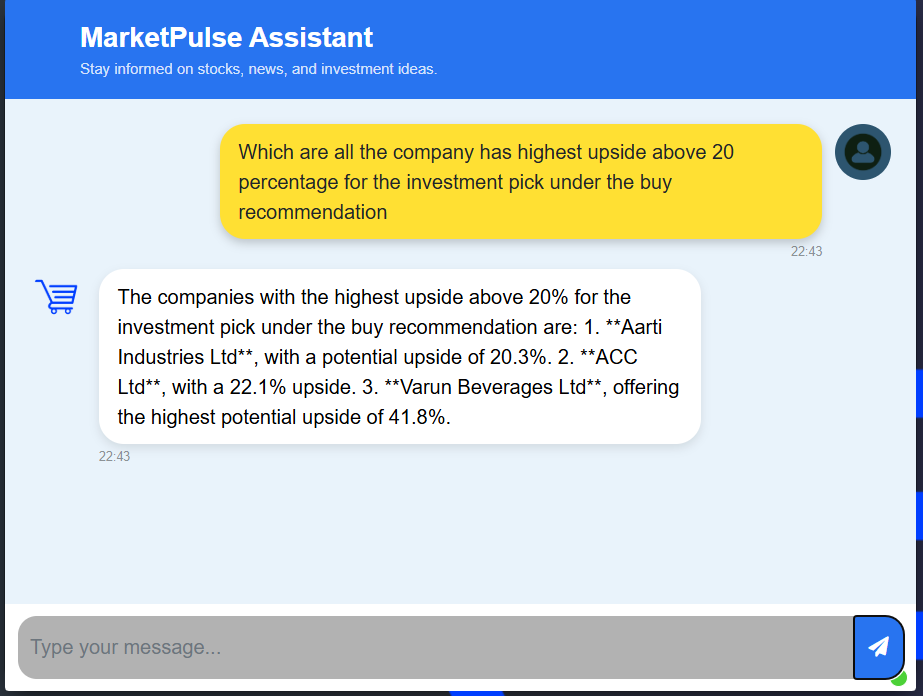 MarketPulse Assistant
Stay informed on stocks, news, and investment ideas.
Which are all the company has highest upside above 20
percentage for the investment pick under the buy
recommendation
22:43
The companies with the highest upside above 20% for the
investment pick under the buy recommendation are: 1. **Aarti
Industries Ltd**, with a potential upside of 20.3%. 2. **ACC
Ltd**, with a 22.1% upside. 3. **Varun Beverages Ltd**, offering
the highest potential upside of 41.8%.
22:43
Type your message...